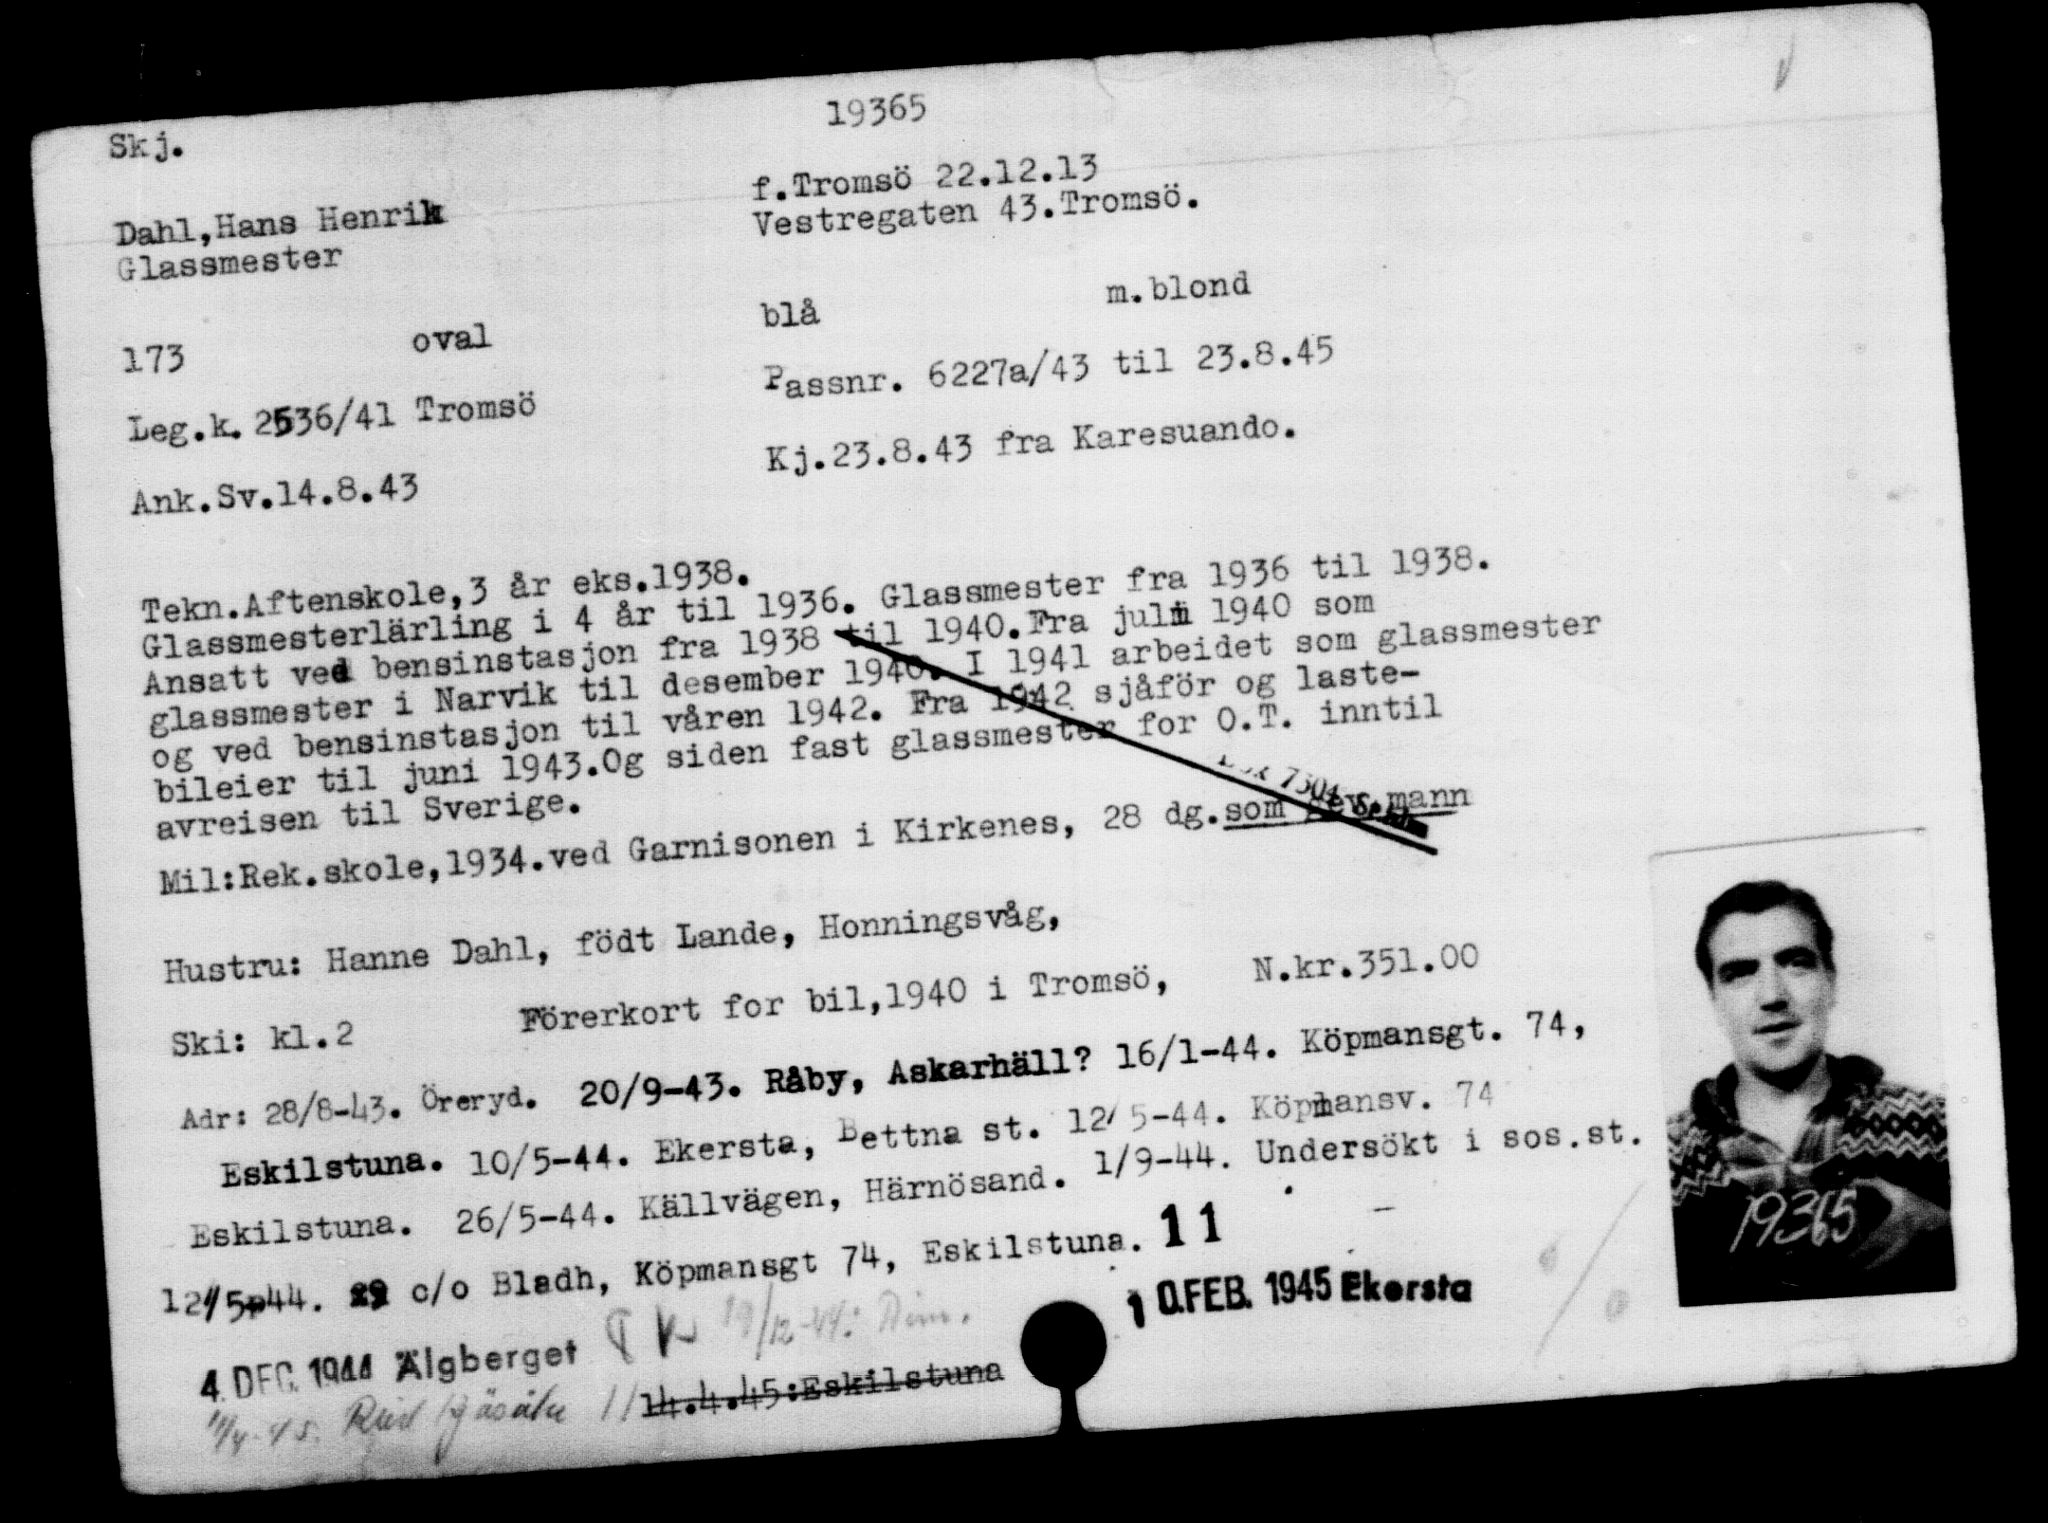 19365
Skj.
f.Tromsö 22.12.13
Dahl,Hans Henrik
Vestregaten 43.Tromsö.
Glassmester
blå m.blond
173 oval
Passnr. 6227a/43 til 23.8.45
Leg.k. 2536/41 Tromsö
Kj.23.8.43 fra Karesuando.
Ank.Sv.14.8.43
Tekn.Aftenskole,3 år eks.1938.
Glassmesterlärling i 4 år til 1936. Glassmester fra 1936 til 1938.
Ansatt ved bensinstasjon fra 1938 til 1940.Fra juli 1940 som
glassmester i Narvik til desember 1940. I 1941 arbeidet som glassmester
og ved bensinstasjon til våren 1942. Fra 1942 sjåför og laste-
bileier til juni 1943.Og siden fast glassmester for O.T. inntil
avreisen til Sverige.
7304
Mil:Rek.skole,1934.ved Garnisonen i Kirkenes, 28 dg.som gev.mann
Hustru: Hanne Dahl, födt Lande, Honningsvåg,
Ski: kl.2 Förerkort for bil,1940 i Tromsö, N.kr.351.00
Adr: 28/8-43. Öreryd. 20/9-43. Råby, Askarhäll? 16/1-44. Köpmansgt. 74,
Eskilstuna. 10/5-44. Ekersta, Bettna st. 12/5-44. Köpmansv. 74
Eskilstuna. 26/5-44. Källvägen, Härnösand. 1/9-44. Undersökt i sos.st.
12/5-44. c/o Bladh, Köpmansgt 74, Eskilstuna. 11
10.FEB. 1945 Ekersta
4. DEC. 1944 Älgberget 19/12-44: Dim.
14.4.45:Eskilstuna
19365